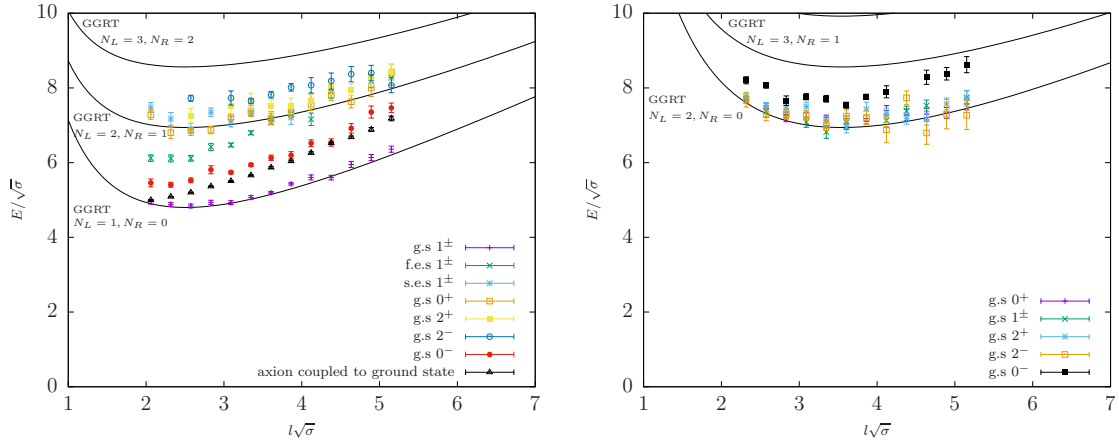 10
8
6
4
2
0
1
2
3
4
5
6
7
E/√σ
l√σ
GGRT
N_L = 3, N_R = 2
GGRT
N_L = 2, N_R = 1
GGRT
N_L = 1, N_R = 0
g.s 1^±
f.e.s 1^±
s.e.s 1^±
g.s 0^+
g.s 2^+
g.s 2^-
g.s 0^-
axion coupled to ground state
10
8
6
4
2
0
1
2
3
4
5
6
7
E/√σ
l√σ
GGRT
N_L = 3, N_R = 1
GGRT
N_L = 2, N_R = 0
g.s 0^+
g.s 1^±
g.s 2^+
g.s 2^-
g.s 0^-